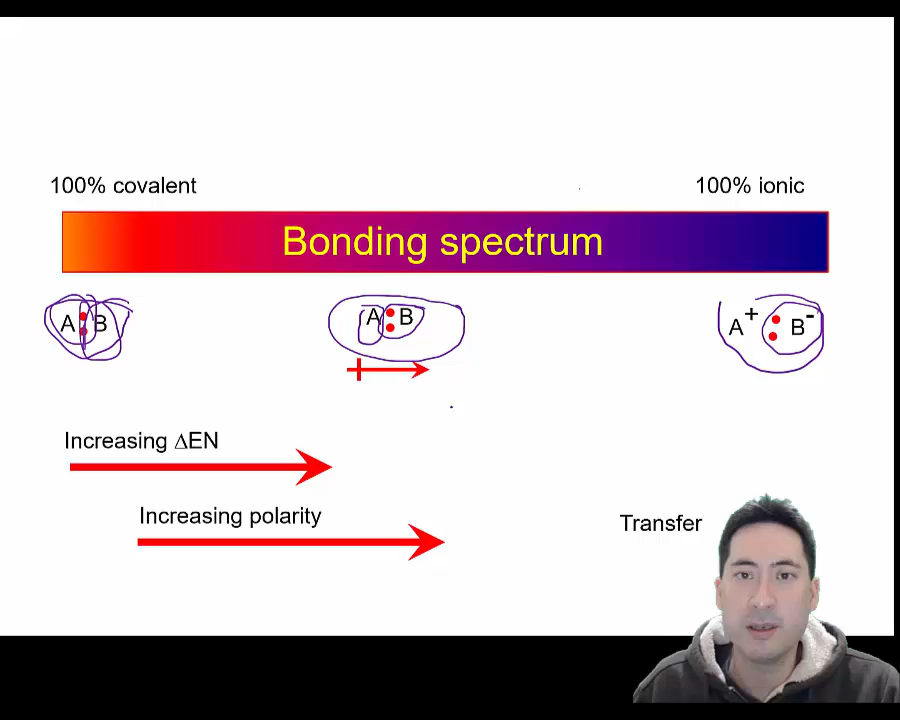 100% covalent 100% ionic
Bonding spectrum
A B A B A+ B-
Increasing ΔEN
Increasing polarity
Transfer